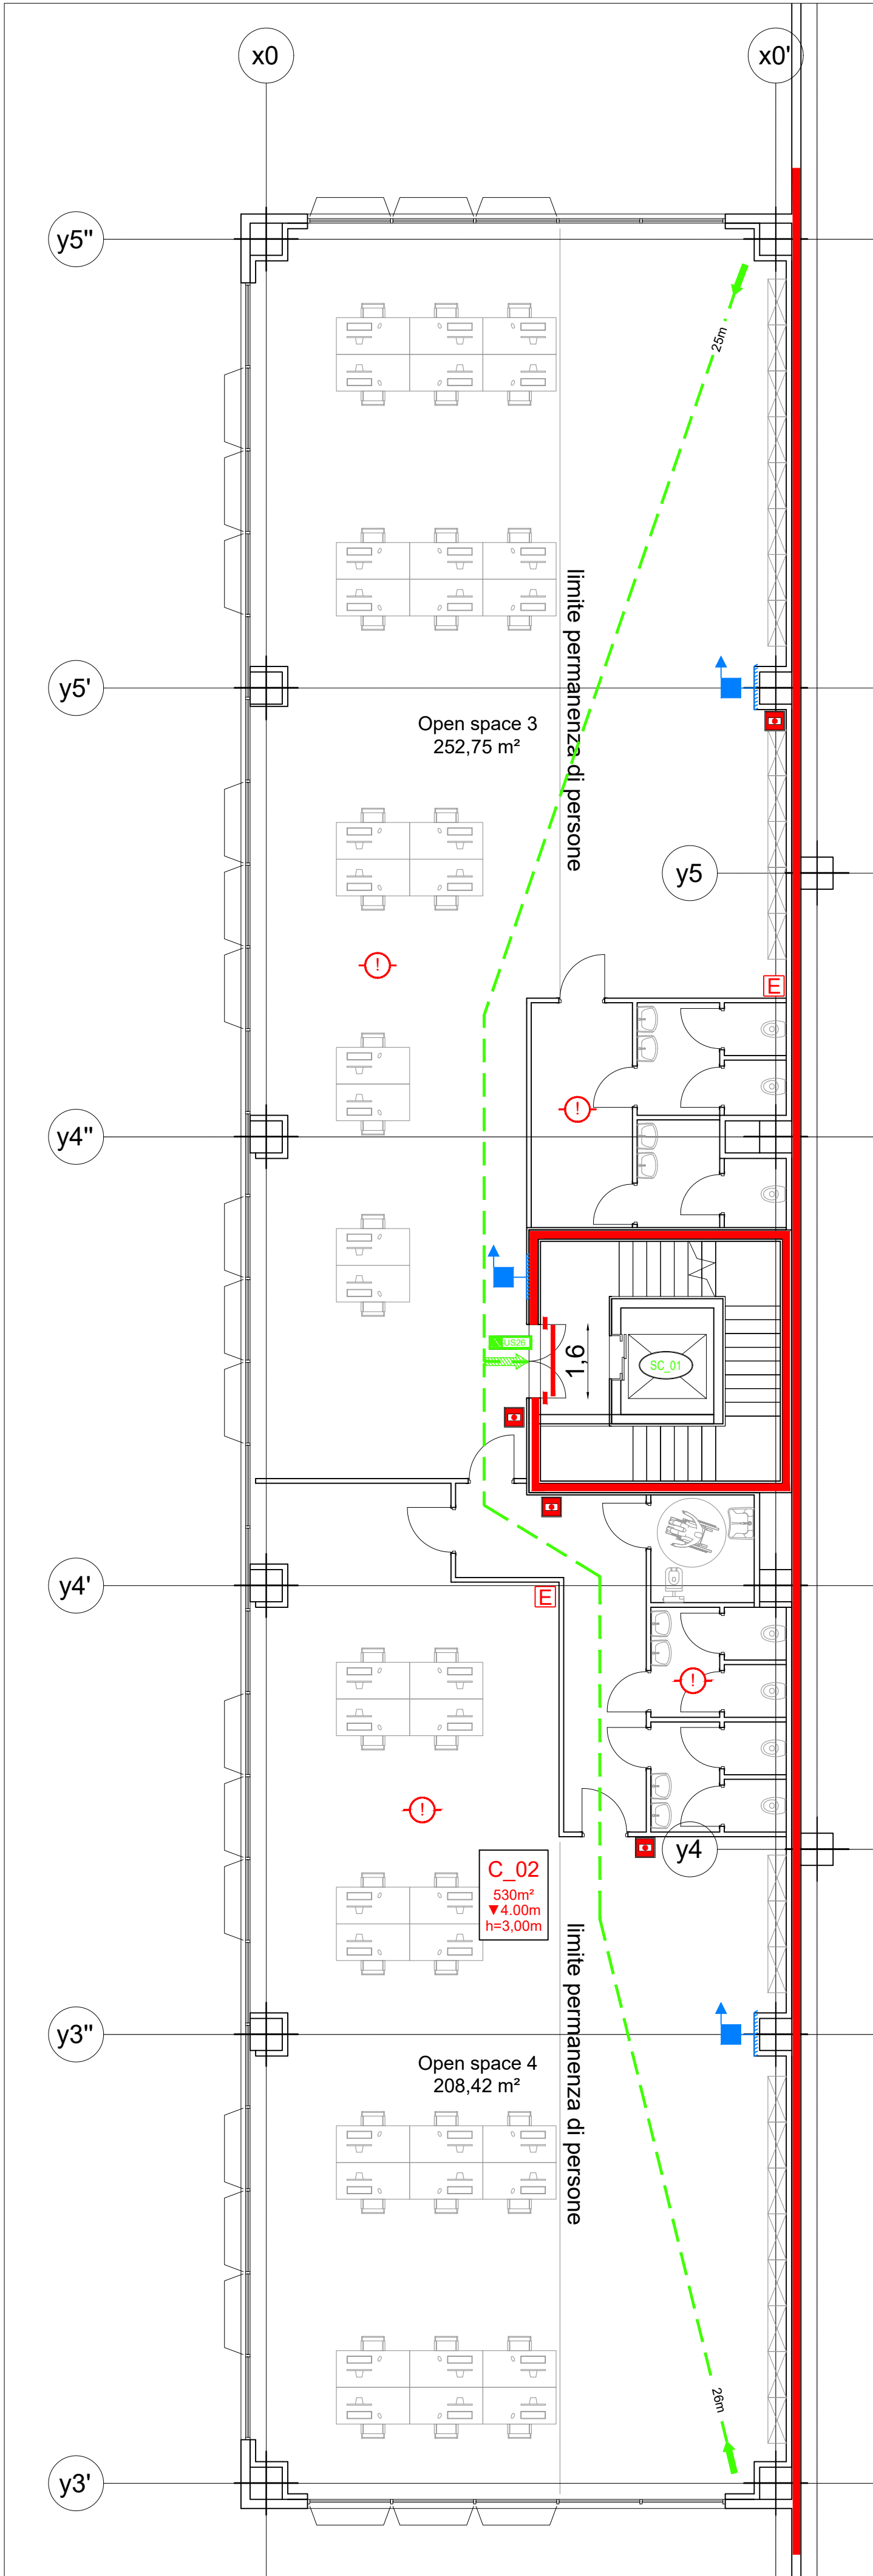 x0
x0'
y5"
25m
limite permanenza di persone
y5'
Open space 3
252,75 m²
y5
!
E
!
y4"
US26
1,6
SC_01
y4'
E
!
!
y4
C_02
530m²
▼4.00m
h=3,00m
limite permanenza di persone
y3"
Open space 4
208,42 m²
26m
y3'